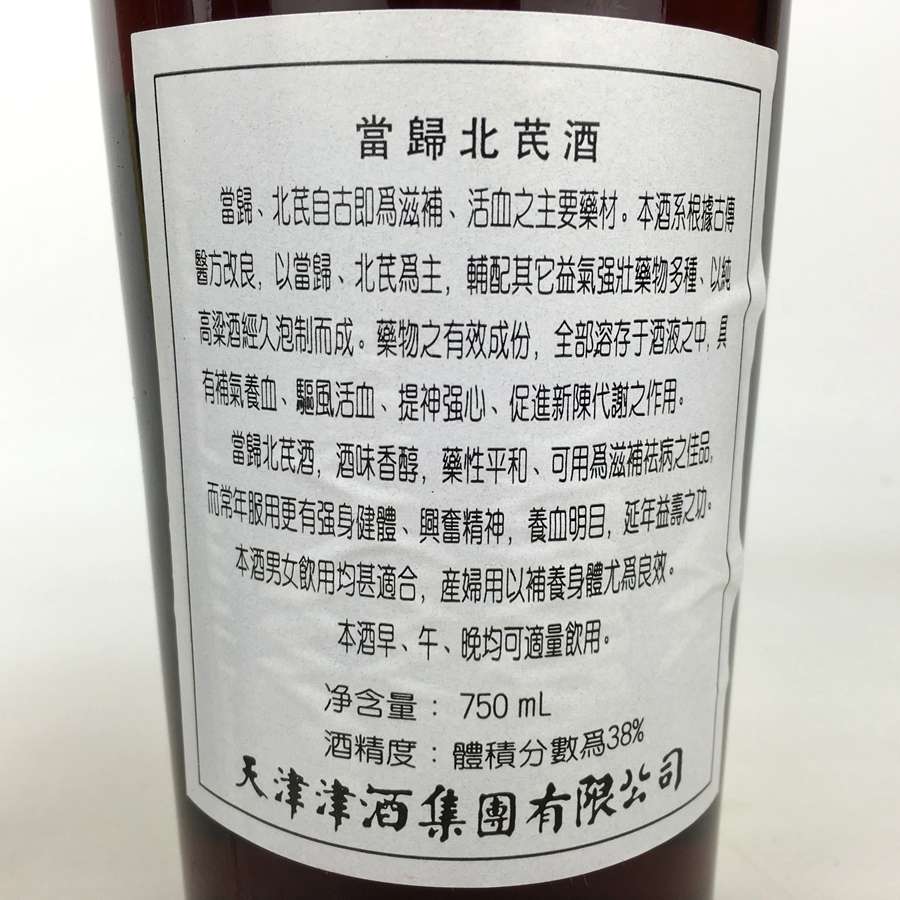 當歸北芪酒
當歸、北芪自古即爲滋補、活血之主要藥材。本酒系根據古傳
醫方改良，以當歸、北芪爲主，輔配其它益氣强壯藥物多種、以純
高粱酒經久泡制而成。藥物之有效成份，全部溶存于酒液之中，具
有補氣養血、驅風活血、提神强心、促進新陳代謝之作用。
當歸北芪酒，酒味香醇，藥性平和、可用爲滋補祛病之佳品，
而常年服用更有强身健體、興奮精神，養血明目，延年益壽之功。
本酒男女飲用均甚適合，産婦用以補養身體尤爲良效。
本酒早、午、晚均可適量飲用。
净含量：750 mL
酒精度：體積分數爲38%
天津津酒集團有限公司